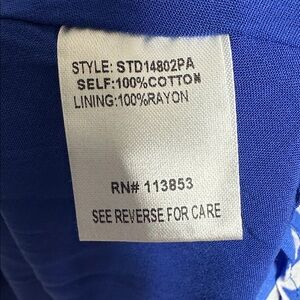 STYLE: STD14802PA
SELF:100%COTTON
LINING:100%RAYON
RN# 113853
SEE REVERSE FOR CARE